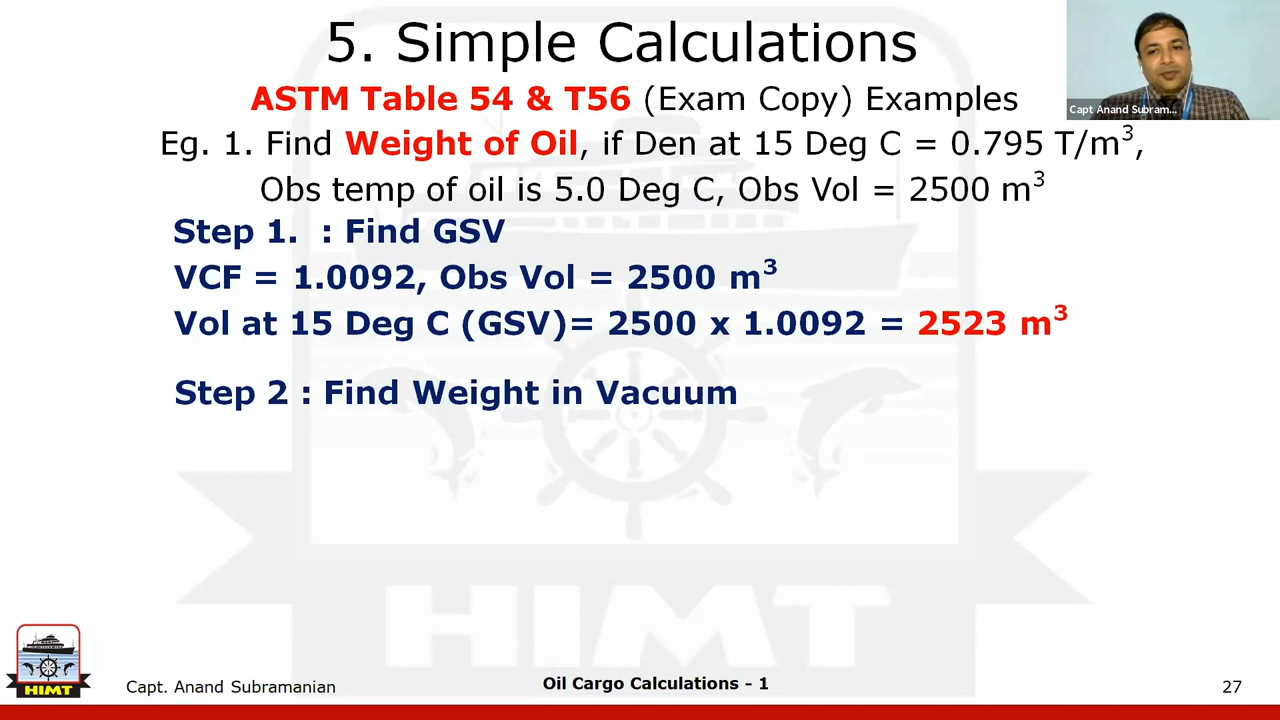 5. Simple Calculations
ASTM Table 54 & T56 (Exam Copy) Examples
Capt Anand Subram...
Eg. 1. Find Weight of Oil, if Den at 15 Deg C = 0.795 T/m³,
Obs temp of oil is 5.0 Deg C, Obs Vol = 2500 m³
Step 1. : Find GSV
VCF = 1.0092, Obs Vol = 2500 m³
Vol at 15 Deg C (GSV)= 2500 x 1.0092 = 2523 m³
Step 2 : Find Weight in Vacuum
HIMT
HIMT
Capt. Anand Subramanian
Oil Cargo Calculations - 1
27